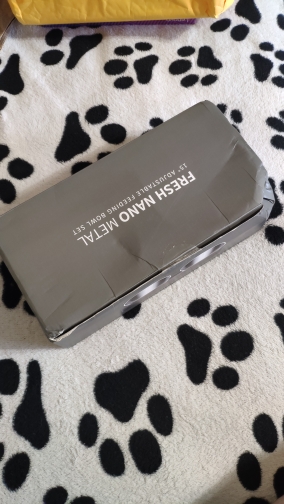 FRESH NANO METAL
15° ADJUSTABLE FEEDING BOWL SET